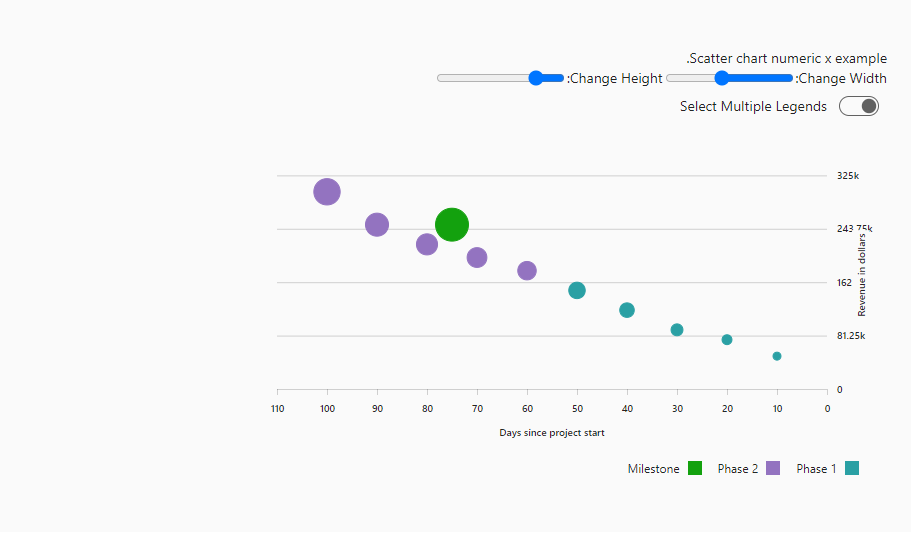 .Scatter chart numeric x example
:Change Width :Change Height
Select Multiple Legends
325k
243.75k
162
81.25k
0
Revenue in dollars
110 100 90 80 70 60 50 40 30 20 10 0
Days since project start
Milestone Phase 2 Phase 1